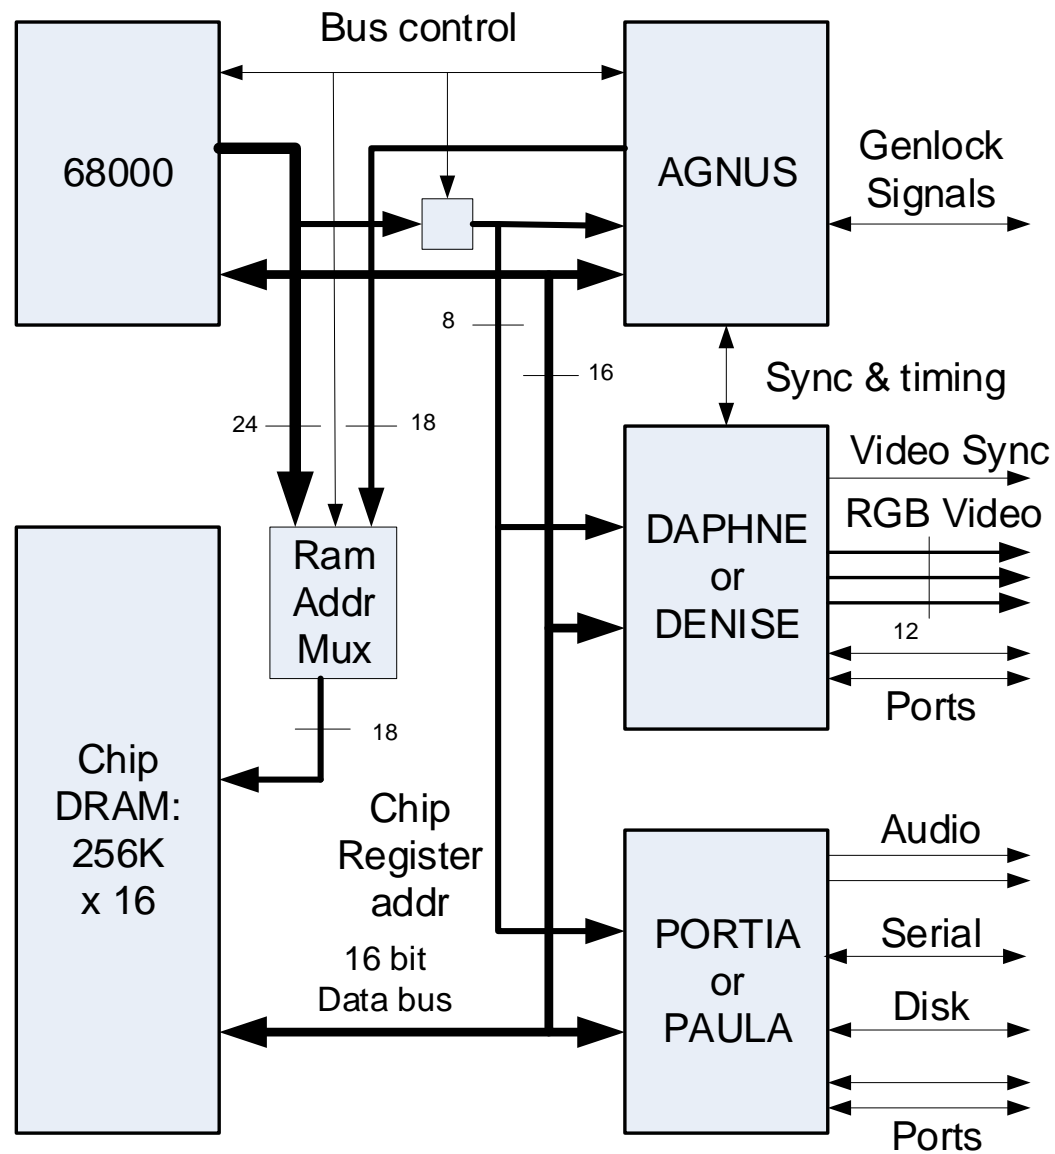 Bus control
68000
AGNUS
Genlock
Signals
8
16
Sync & timing
24
18
Video Sync
RGB Video
DAPHNE
or
DENISE
12
Ports
Ram
Addr
Mux
18
Chip
DRAM:
256K
x 16
Chip
Register
addr
16 bit
Data bus
Audio
PORTIA
or
PAULA
Serial
Disk
Ports